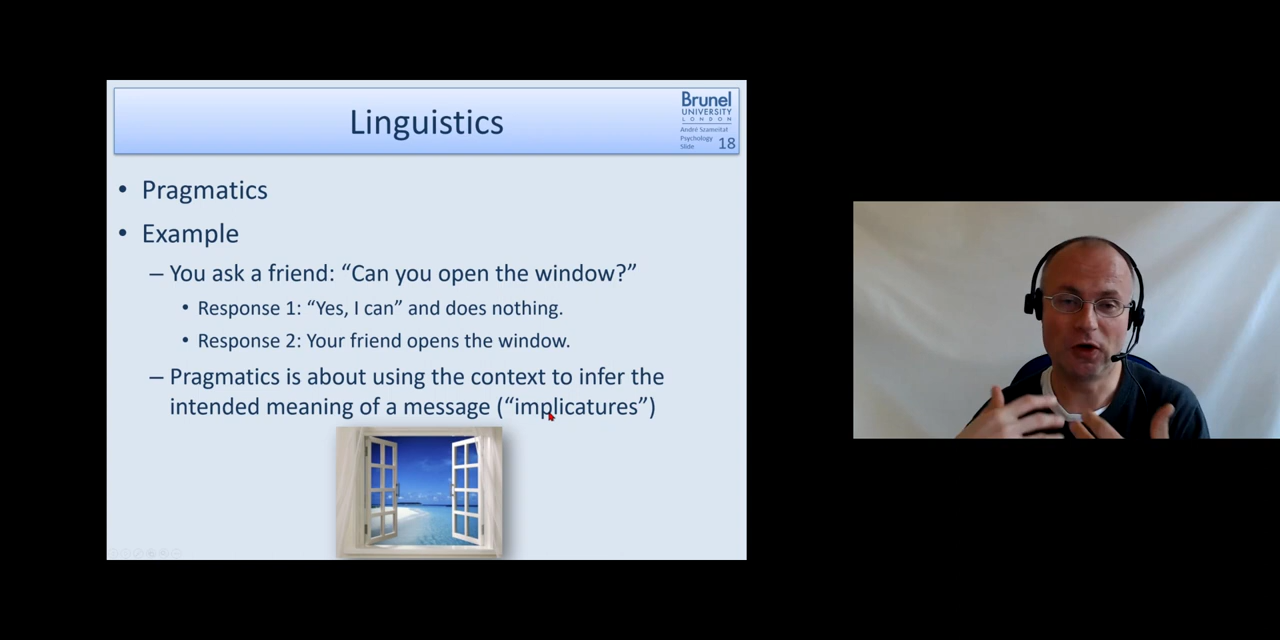 Linguistics
Brunel
UNIVERSITY
LONDON
André Szameitat
Psychology
Slide 18
• Pragmatics
• Example
– You ask a friend: “Can you open the window?”
• Response 1: “Yes, I can” and does nothing.
• Response 2: Your friend opens the window.
– Pragmatics is about using the context to infer the
intended meaning of a message (“implicatures”)